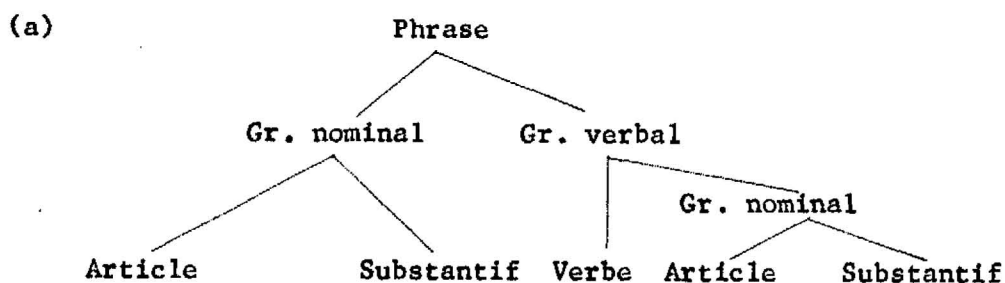 (a)
Phrase
Gr. nominal Gr. verbal
Gr. nominal
Article Substantif Verbe Article Substantif